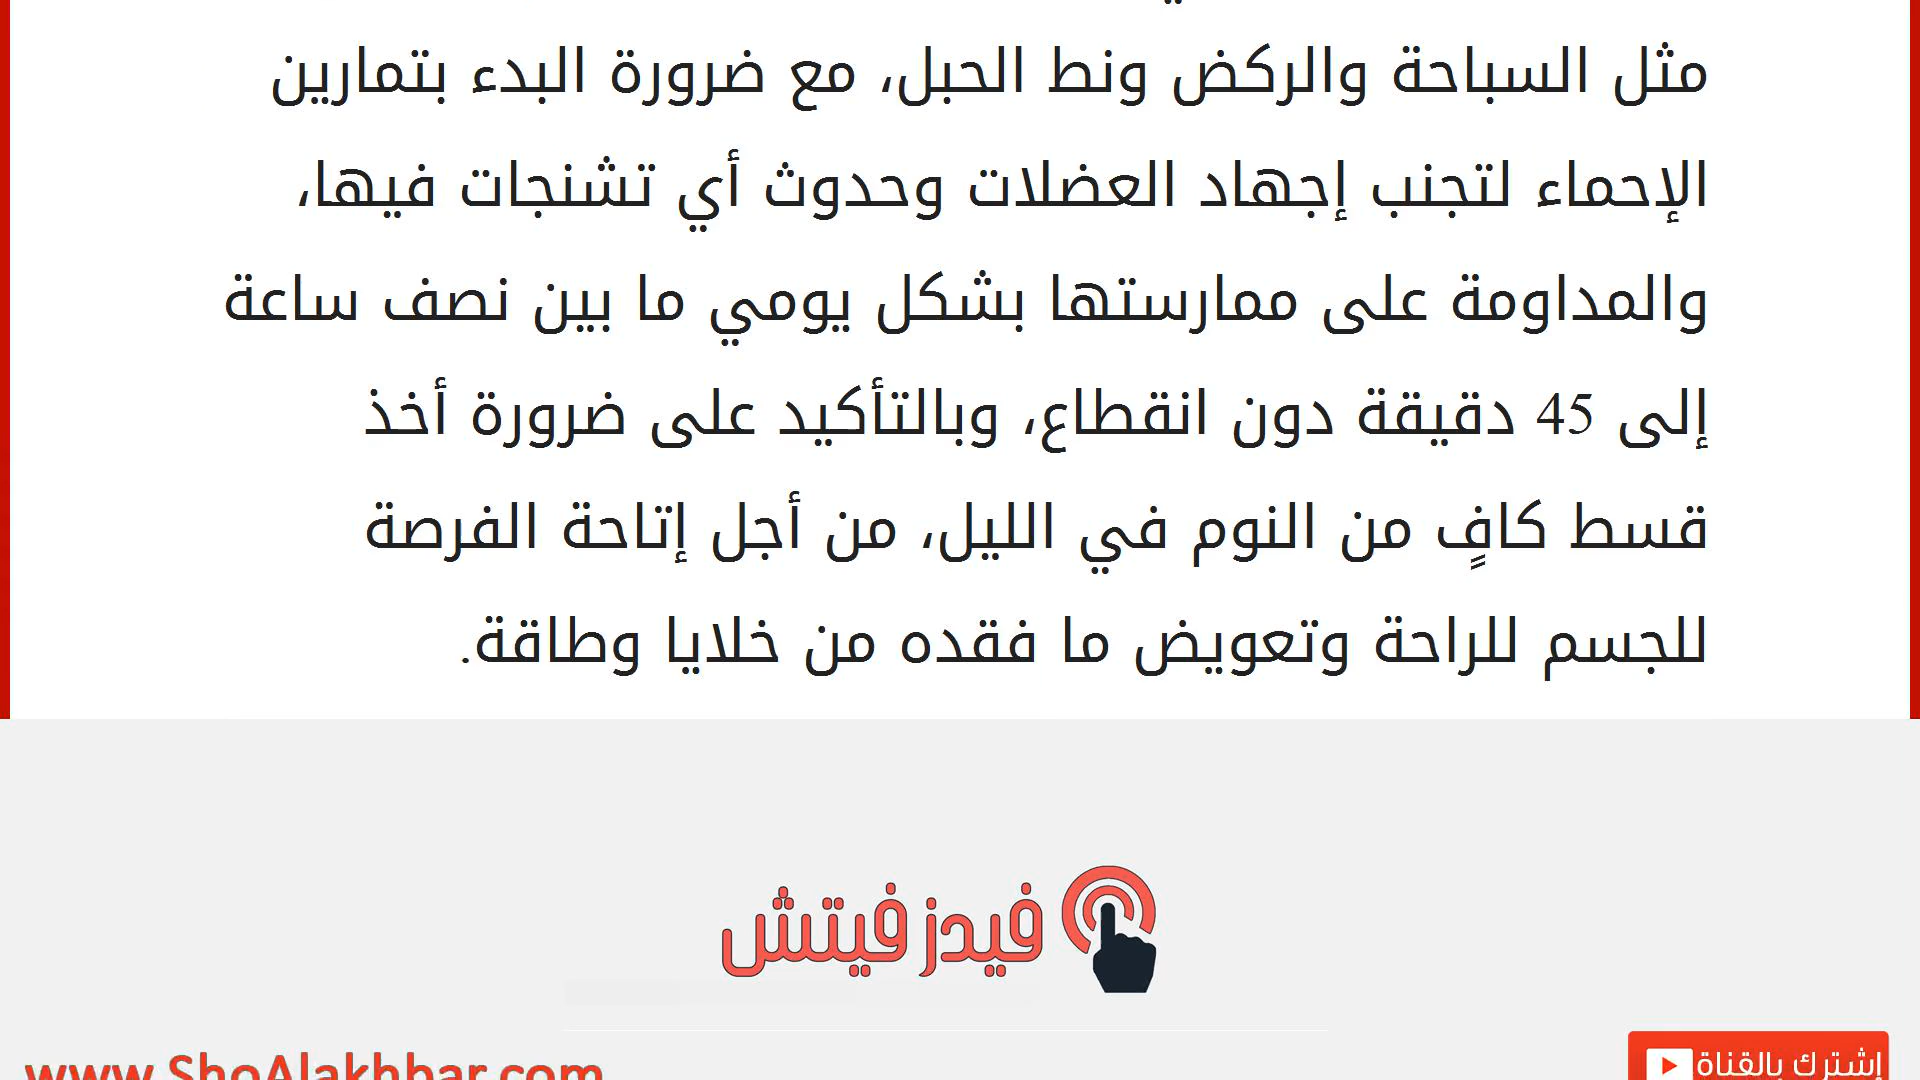 مثل السباحة والركض ونط الحبل، مع ضرورة البدء بتمارين
الإحماء لتجنب إجهاد العضلات وحدوث أي تشنجات فيها،
والمداومة على ممارستها بشكل يومي ما بين نصف ساعة
إلى 45 دقيقة دون انقطاع، وبالتأكيد على ضرورة أخذ
قسط كافٍ من النوم في الليل، من أجل إتاحة الفرصة
للجسم للراحة وتعويض ما فقده من خلايا وطاقة.
فيدز فيتش
www.ShoAlakhbar.com
إشترك بالقناة